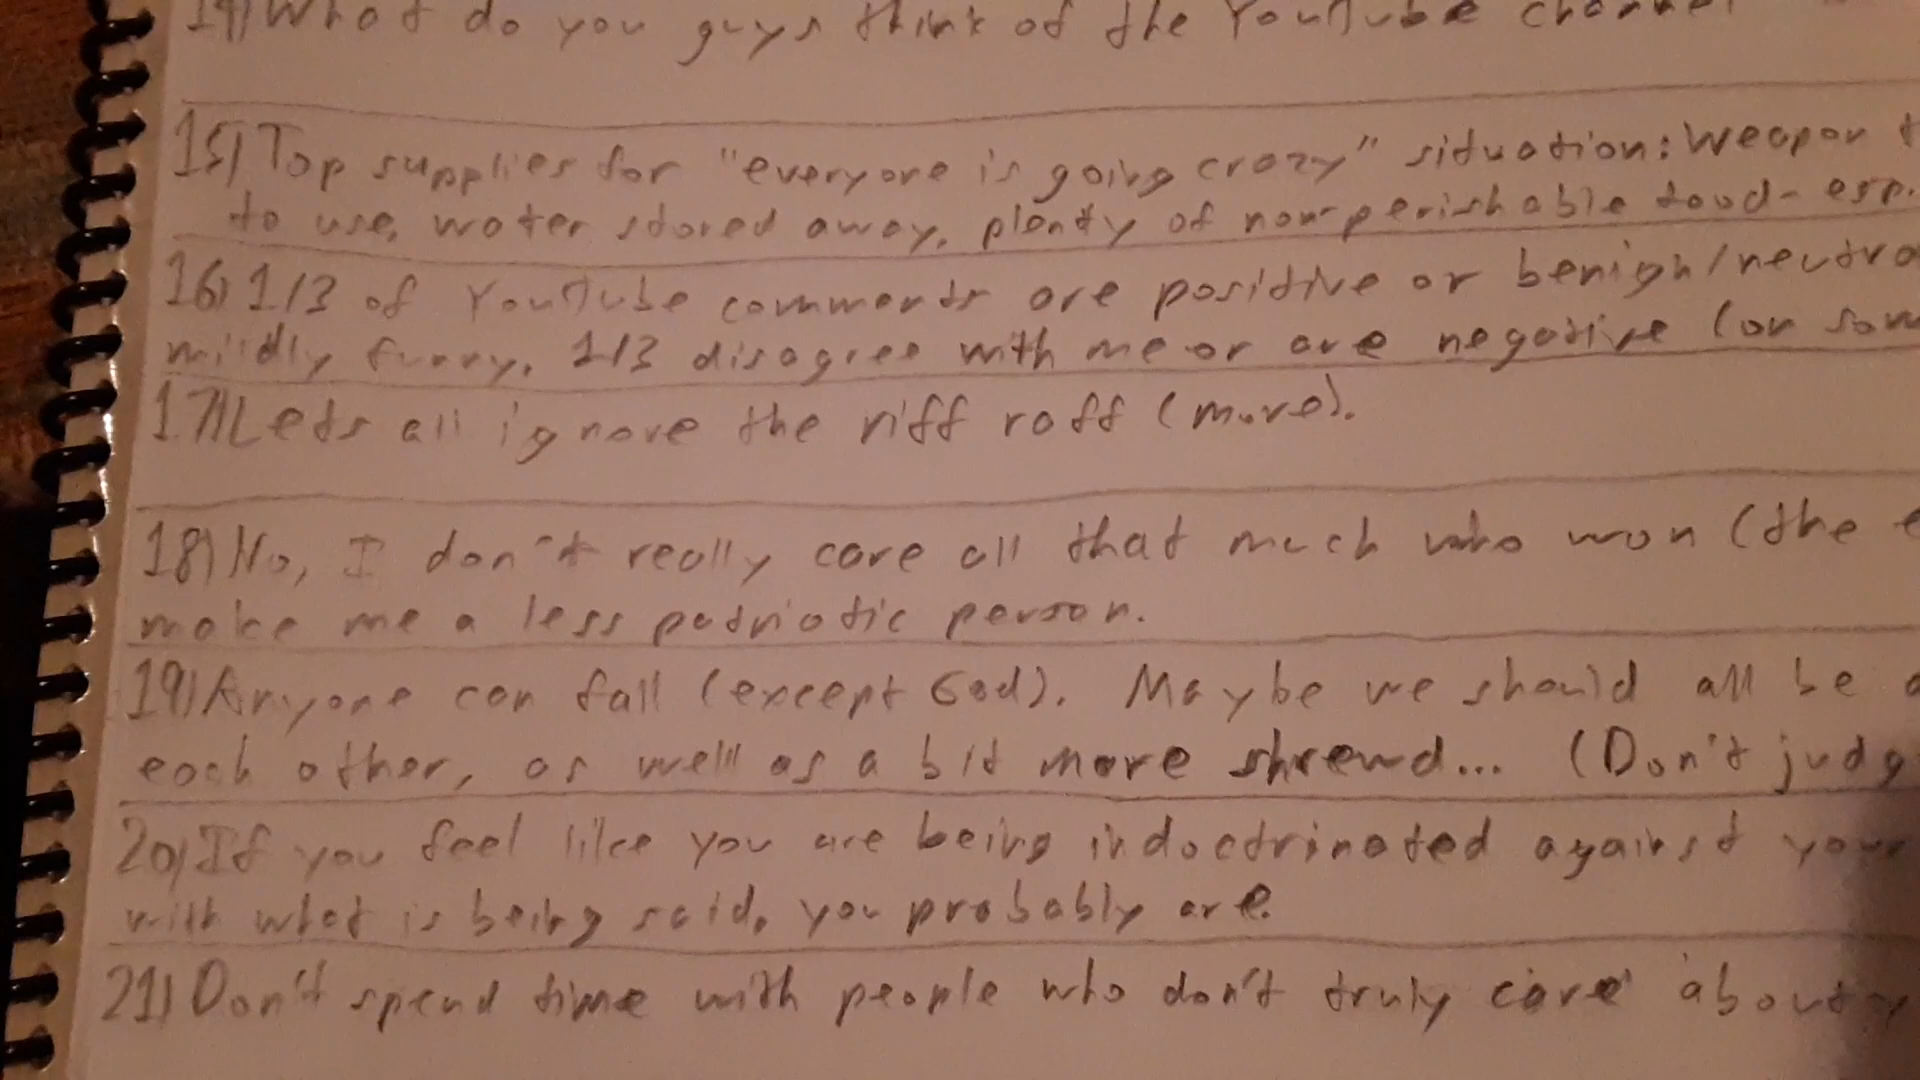 14) What do you guys think of the YouTube channel
15) Top supplies for "everyone is going crazy" situation: Weapon
to use, water stored away, plenty of non-perishable food- esp.
16) 1/3 of YouTube comments are positive or benign/neutra
mildly funny, 1/3 disagree with me or are negative (or som
17) Lets all ignore the riff raff (more).
18) No, I don't really care all that much who won (the e
make me a less patriotic person.
19) Anyone can fall (except God). Maybe we should all be
each other, as well as a bit more shrewd... (Don't judg
20) If you feel like you are being indoctrinated against your
with what is being said, you probably are.
21) Don't spend time with people who don't truly care about y